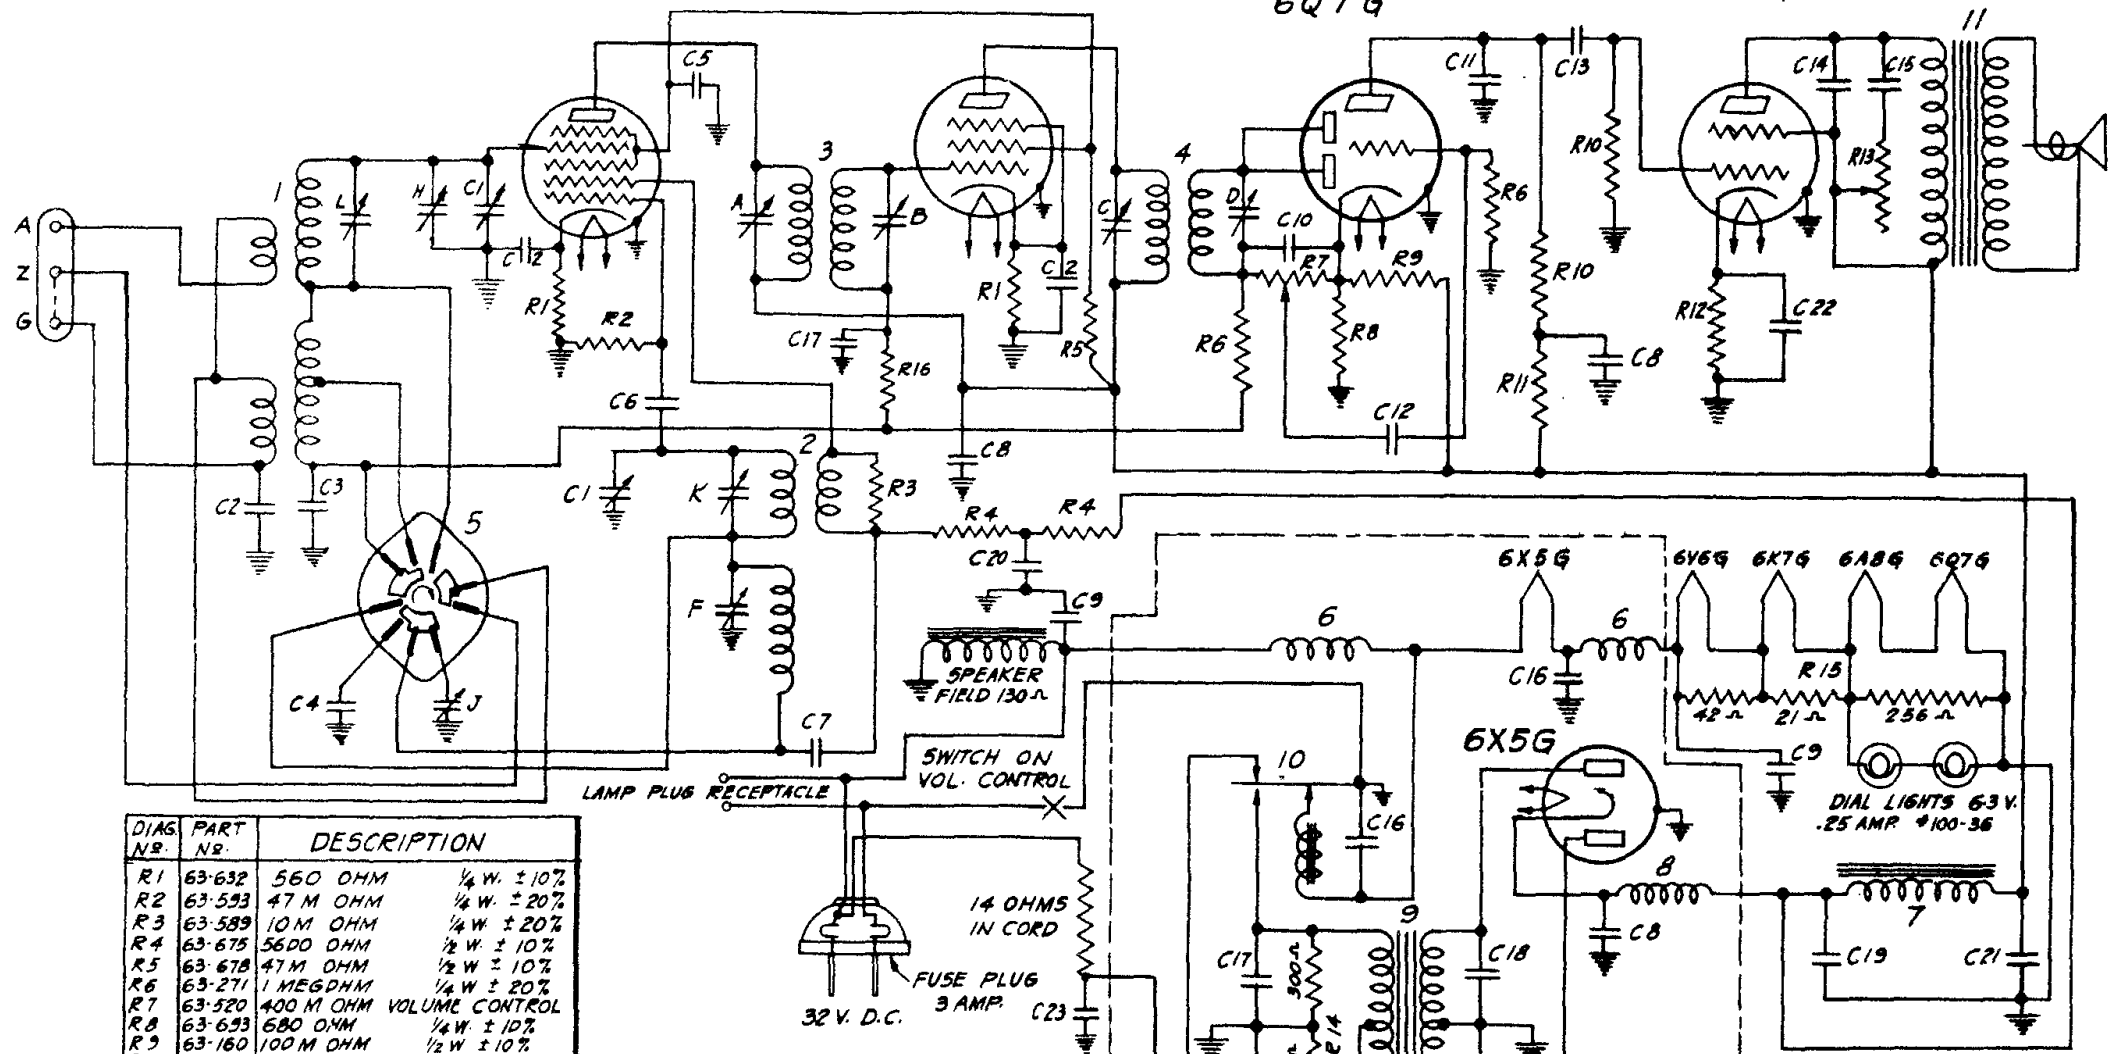 6Q7G
11
C5
C11
C13
C14
C15
1
3
4
A
L
H
C1
A
B
C
D
R6
R10
R13
Z
C12
C10
R7
R9
R10
G
R1
R2
R1
C12
C17
R5
R6
R8
R12
C22
R16
R11
C8
C6
C12
2
C8
C2
C3
C1
K
R3
R4
R4
5
C20
6X5G
6V6G
6K7G
6A8G
6Q7G
F
C9
6
6
SPEAKER
FIELD 130Ω
C16
R15
C4
J
42Ω
21Ω
256Ω
C7
6X5G
SWITCH ON
VOL. CONTROL
10
C9
LAMP PLUG RECEPTACLE
DIAL LIGHTS 6.3 V.
.25 AMP. #100-36
C16
DIAG. Nº.
PART Nº.
DESCRIPTION
8
7
R1 63-632 560 OHM ¼ W. ±10%
R2 63-593 47 M OHM ¼ W. ±20%
R3 63-589 10 M OHM ¼ W ±20%
R4 63-675 5600 OHM ½ W. ±10%
R5 63-678 47 M OHM ½ W ±10%
R6 63-271 1 MEGOHM ¼ W ±20%
R7 63-520 400 M OHM VOLUME CONTROL
R8 63-693 680 OHM ¼ W. ±10%
R9 63-160 100 M OHM ½ W ±10%
14 OHMS
IN CORD
9
C8
FUSE PLUG
3 AMP.
32 V. D.C.
C23
C17
300Ω
R14
Ω
C18
C19
C21